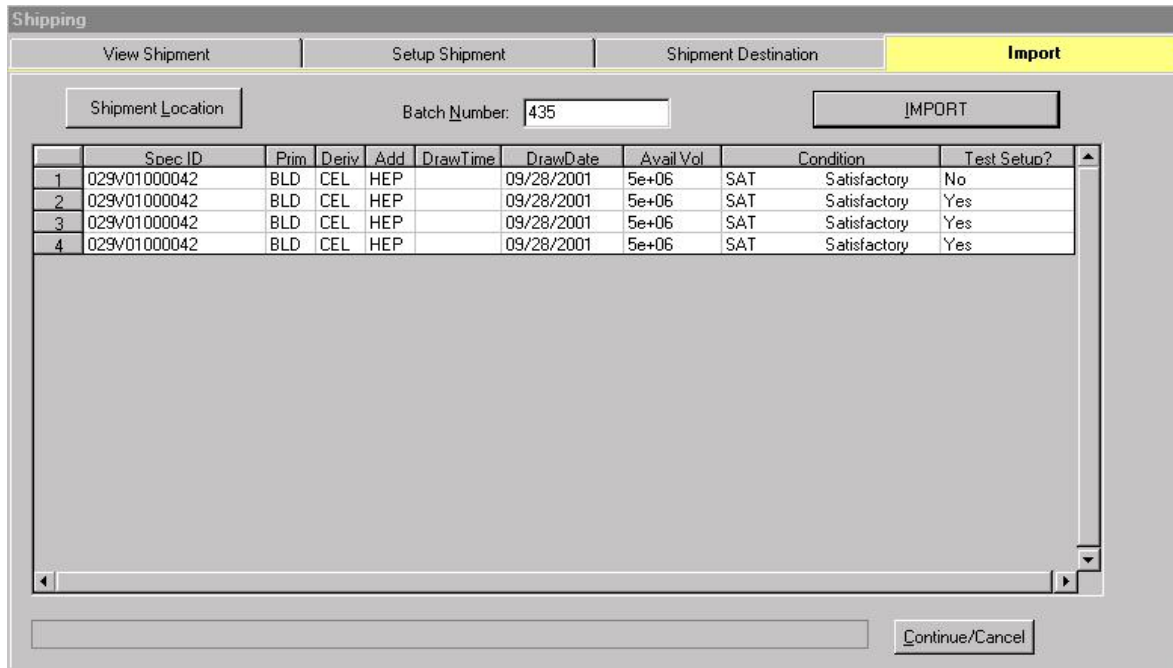 Shipping
View Shipment Setup Shipment Shipment Destination Import
Shipment Location Batch Number: 435 IMPORT
Spec ID Prim Deriv Add DrawTime DrawDate Avail Vol Condition Test Setup?
1 029V01000042 BLD CEL HEP 09/28/2001 5e+06 SAT Satisfactory No
2 029V01000042 BLD CEL HEP 09/28/2001 5e+06 SAT Satisfactory Yes
3 029V01000042 BLD CEL HEP 09/28/2001 5e+06 SAT Satisfactory Yes
4 029V01000042 BLD CEL HEP 09/28/2001 5e+06 SAT Satisfactory Yes
Continue/Cancel